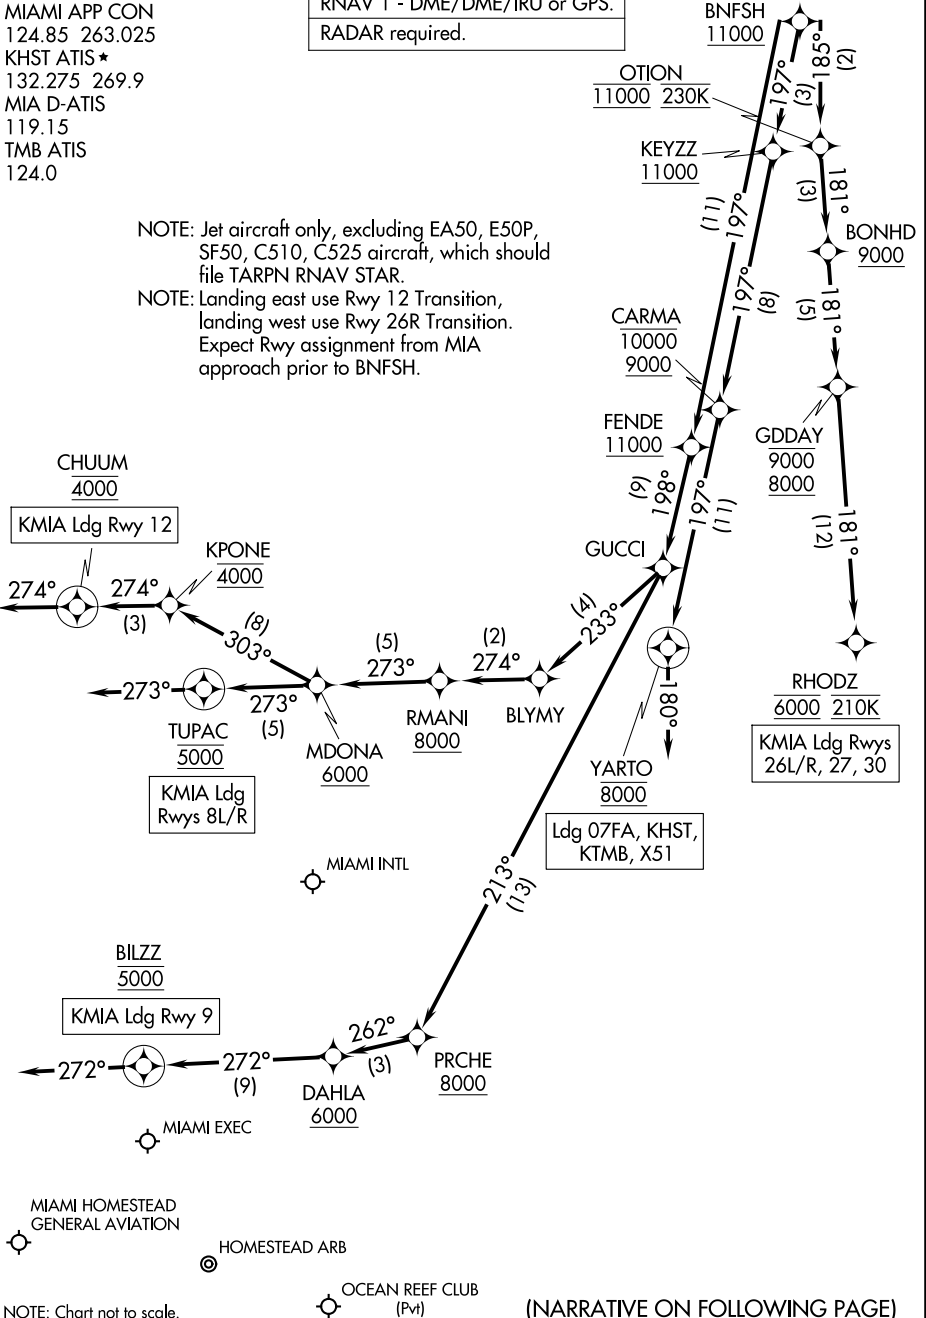 MIAMI APP CON
124.85 263.025
KHST ATIS★
132.275 269.9
MIA D-ATIS
119.15
TMB ATIS
124.0
RNAV 1 - DME/DME/IRU or GPS.
RADAR required.
BNFSH
11000
197°
(3)
185°
(2)
OTION
11000 230K
KEYZZ
11000
(11)
197°
181°
(3)
BONHD
9000
NOTE: Jet aircraft only, excluding EA50, E50P,
SF50, C510, C525 aircraft, which should
file TARPN RNAV STAR.
NOTE: Landing east use Rwy 12 Transition,
landing west use Rwy 26R Transition.
Expect Rwy assignment from MIA
approach prior to BNFSH.
197°
(8)
181°
(5)
CARMA
10000
9000
FENDE
11000
GDDAY
9000
8000
CHUUM
4000
KMIA Ldg Rwy 12
(9)
198°
197°
(11)
181°
(12)
KPONE
4000
GUCCI
274°
274°
(3)
(8)
303°
(4)
233°
(5)
273°
(2)
274°
273°
273°
(5)
TUPAC
5000
KMIA Ldg
Rwys 8L/R
MDONA
6000
RMANI
8000
BLYMY
180°
YARTO
8000
Ldg 07FA, KHST,
KTMB, X51
RHODZ
6000 210K
KMIA Ldg Rwys
26L/R, 27, 30
MIAMI INTL
213°
(13)
BILZZ
5000
KMIA Ldg Rwy 9
272°
272°
(9)
262°
(3)
DAHLA
6000
PRCHE
8000
MIAMI EXEC
MIAMI HOMESTEAD
GENERAL AVIATION
HOMESTEAD ARB
OCEAN REEF CLUB
(Pvt)
NOTE: Chart not to scale.
(NARRATIVE ON FOLLOWING PAGE)